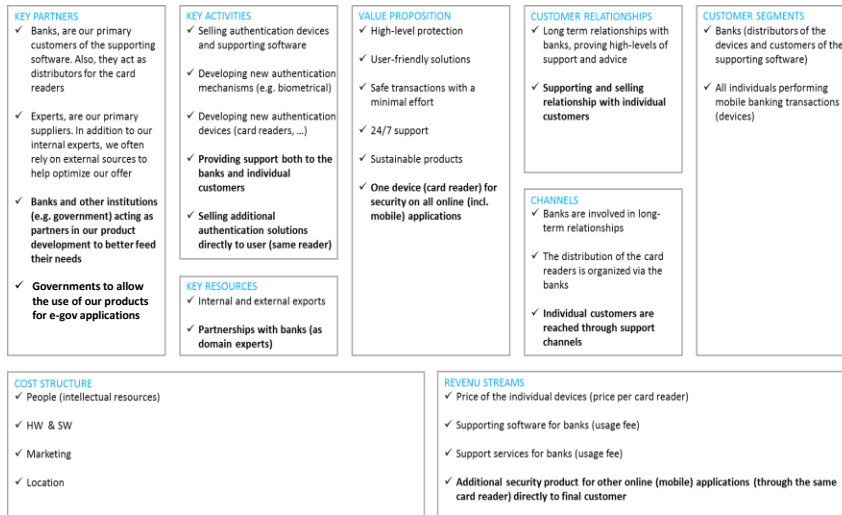 KEY PARTNERS
✓ Banks, are our primary
customers of the supporting
software. Also, they act as
distributors for the card
readers
✓ Experts, are our primary
suppliers. In addition to our
internal experts, we often
rely on external sources to
help optimize our offer
✓ Banks and other institutions
(e.g. government) acting as
partners in our product
development to better feed
their needs
✓ Governments to allow
the use of our products
for e-gov applications
KEY ACTIVITIES
✓ Selling authentication devices
and supporting software
✓ Developing new authentication
mechanisms (e.g. biometrical)
✓ Developing new authentication
devices (card readers, ...)
✓ Providing support both to the
banks and individual
customers
✓ Selling additional
authentication solutions
directly to user (same reader)
KEY RESOURCES
✓ Internal and external exports
✓ Partnerships with banks (as
domain experts)
VALUE PROPOSITION
✓ High-level protection
✓ User-friendly solutions
✓ Safe transactions with a
minimal effort
✓ 24/7 support
✓ Sustainable products
✓ One device (card reader) for
security on all online (incl.
mobile) applications
CUSTOMER RELATIONSHIPS
✓ Long term relationships with
banks, proving high-levels of
support and advice
✓ Supporting and selling
relationship with individual
customers
CHANNELS
✓ Banks are involved in long-
term relationships
✓ The distribution of the card
readers is organized via the
banks
✓ Individual customers are
reached through support
channels
CUSTOMER SEGMENTS
✓ Banks (distributors of the
devices and customers of the
supporting software)
✓ All individuals performing
mobile banking transactions
(devices)
COST STRUCTURE
✓ People (intellectual resources)
✓ HW & SW
✓ Marketing
✓ Location
REVENU STREAMS
✓ Price of the individual devices (price per card reader)
✓ Supporting software for banks (usage fee)
✓ Support services for banks (usage fee)
✓ Additional security product for other online (mobile) applications (through the same
card reader) directly to final customer